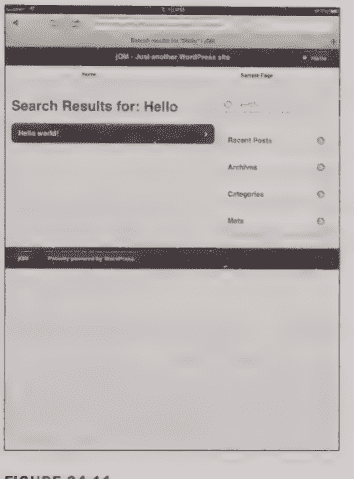 jQM - Just another WordPress site
Home
Home
Sample Page
Search Results for: Hello
Hello world!
Recent Posts
Archives
Categories
Meta
jQM
Proudly powered by WordPress